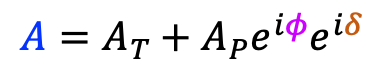 A = A_T + A_P e^{iϕ} e^{iδ}